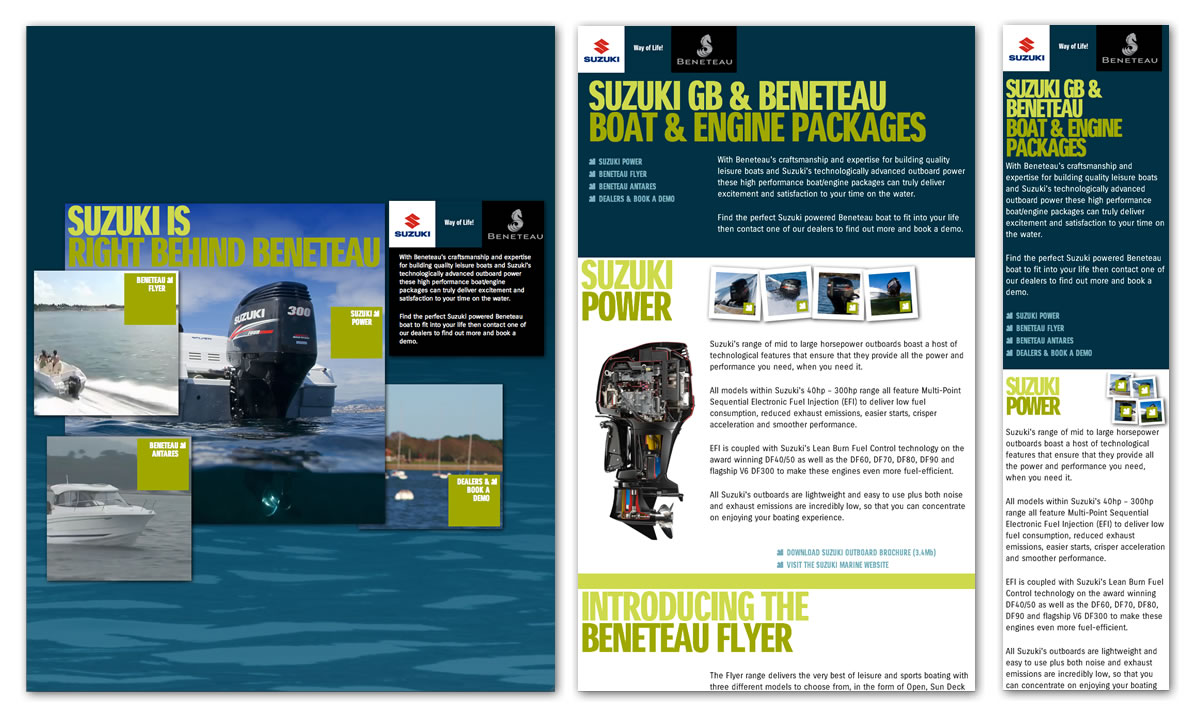 SUZUKI IS
RIGHT BEHIND BENETEAU
SUZUKI
Way of Life!
BENETEAU
With Beneteau's craftsmanship and expertise
for building quality leisure boats and Suzuki's
technologically advanced outboard power
these high performance boat/engine
packages can truly deliver excitement and
satisfaction to your time on the water.
Find the perfect Suzuki powered Beneteau
boat to fit into your life then contact one of
our dealers to find out more and book a
demo.
BENETEAU
FLYER
SUZUKI
300
SUZUKI
POWER
BENETEAU
ANTARES
DEALERS &
BOOK A
DEMO
SUZUKI
Way of Life!
BENETEAU
SUZUKI GB & BENETEAU
BOAT & ENGINE PACKAGES
SUZUKI POWER
BENETEAU FLYER
BENETEAU ANTARES
DEALERS & BOOK A DEMO
With Beneteau's craftsmanship and expertise for building quality
leisure boats and Suzuki's technologically advanced outboard power
these high performance boat/engine packages can truly deliver
excitement and satisfaction to your time on the water.
Find the perfect Suzuki powered Beneteau boat to fit into your life
then contact one of our dealers to find out more and book a demo.
SUZUKI
POWER
Suzuki's range of mid to large horsepower outboards boast a host of
technological features that ensure that they provide all the power and
performance you need, when you need it.
All models within Suzuki's 40hp – 300hp range all feature Multi-Point
Sequential Electronic Fuel Injection (EFI) to deliver low fuel
consumption, reduced exhaust emissions, easier starts, crisper
acceleration and smoother performance.
EFI is coupled with Suzuki's Lean Burn Fuel Control technology on the
award winning DF40/50 as well as the DF60, DF70, DF80, DF90 and
flagship V6 DF300 to make these engines even more fuel-efficient.
All Suzuki's outboards are lightweight and easy to use plus both noise
and exhaust emissions are incredibly low, so that you can concentrate
on enjoying your boating experience.
DOWNLOAD SUZUKI OUTBOARD BROCHURE (3.4Mb)
VISIT THE SUZUKI MARINE WEBSITE
INTRODUCING THE
BENETEAU FLYER
The Flyer range delivers the very best of leisure and sports boating with
three different models to choose from, in the form of Open, Sun Deck
SUZUKI
Way of Life!
BENETEAU
SUZUKI GB &
BENETEAU
BOAT & ENGINE
PACKAGES
With Beneteau's craftsmanship and
expertise for building quality leisure boats
and Suzuki's technologically advanced
outboard power these high performance
boat/engine packages can truly deliver
excitement and satisfaction to your time on
the water.
Find the perfect Suzuki powered Beneteau
boat to fit into your life then contact one of
our dealers to find out more and book a
demo.
SUZUKI POWER
BENETEAU FLYER
BENETEAU ANTARES
DEALERS & BOOK A DEMO
SUZUKI
POWER
Suzuki's range of mid to large horsepower
outboards boast a host of technological
features that ensure that they provide all
the power and performance you need,
when you need it.
All models within Suzuki's 40hp – 300hp
range all feature Multi-Point Sequential
Electronic Fuel Injection (EFI) to deliver low
fuel consumption, reduced exhaust
emissions, easier starts, crisper acceleration
and smoother performance.
EFI is coupled with Suzuki's Lean Burn Fuel
Control technology on the award winning
DF40/50 as well as the DF60, DF70, DF80,
DF90 and flagship V6 DF300 to make these
engines even more fuel-efficient.
All Suzuki's outboards are lightweight and
easy to use plus both noise and exhaust
emissions are incredibly low, so that you
can concentrate on enjoying your boating